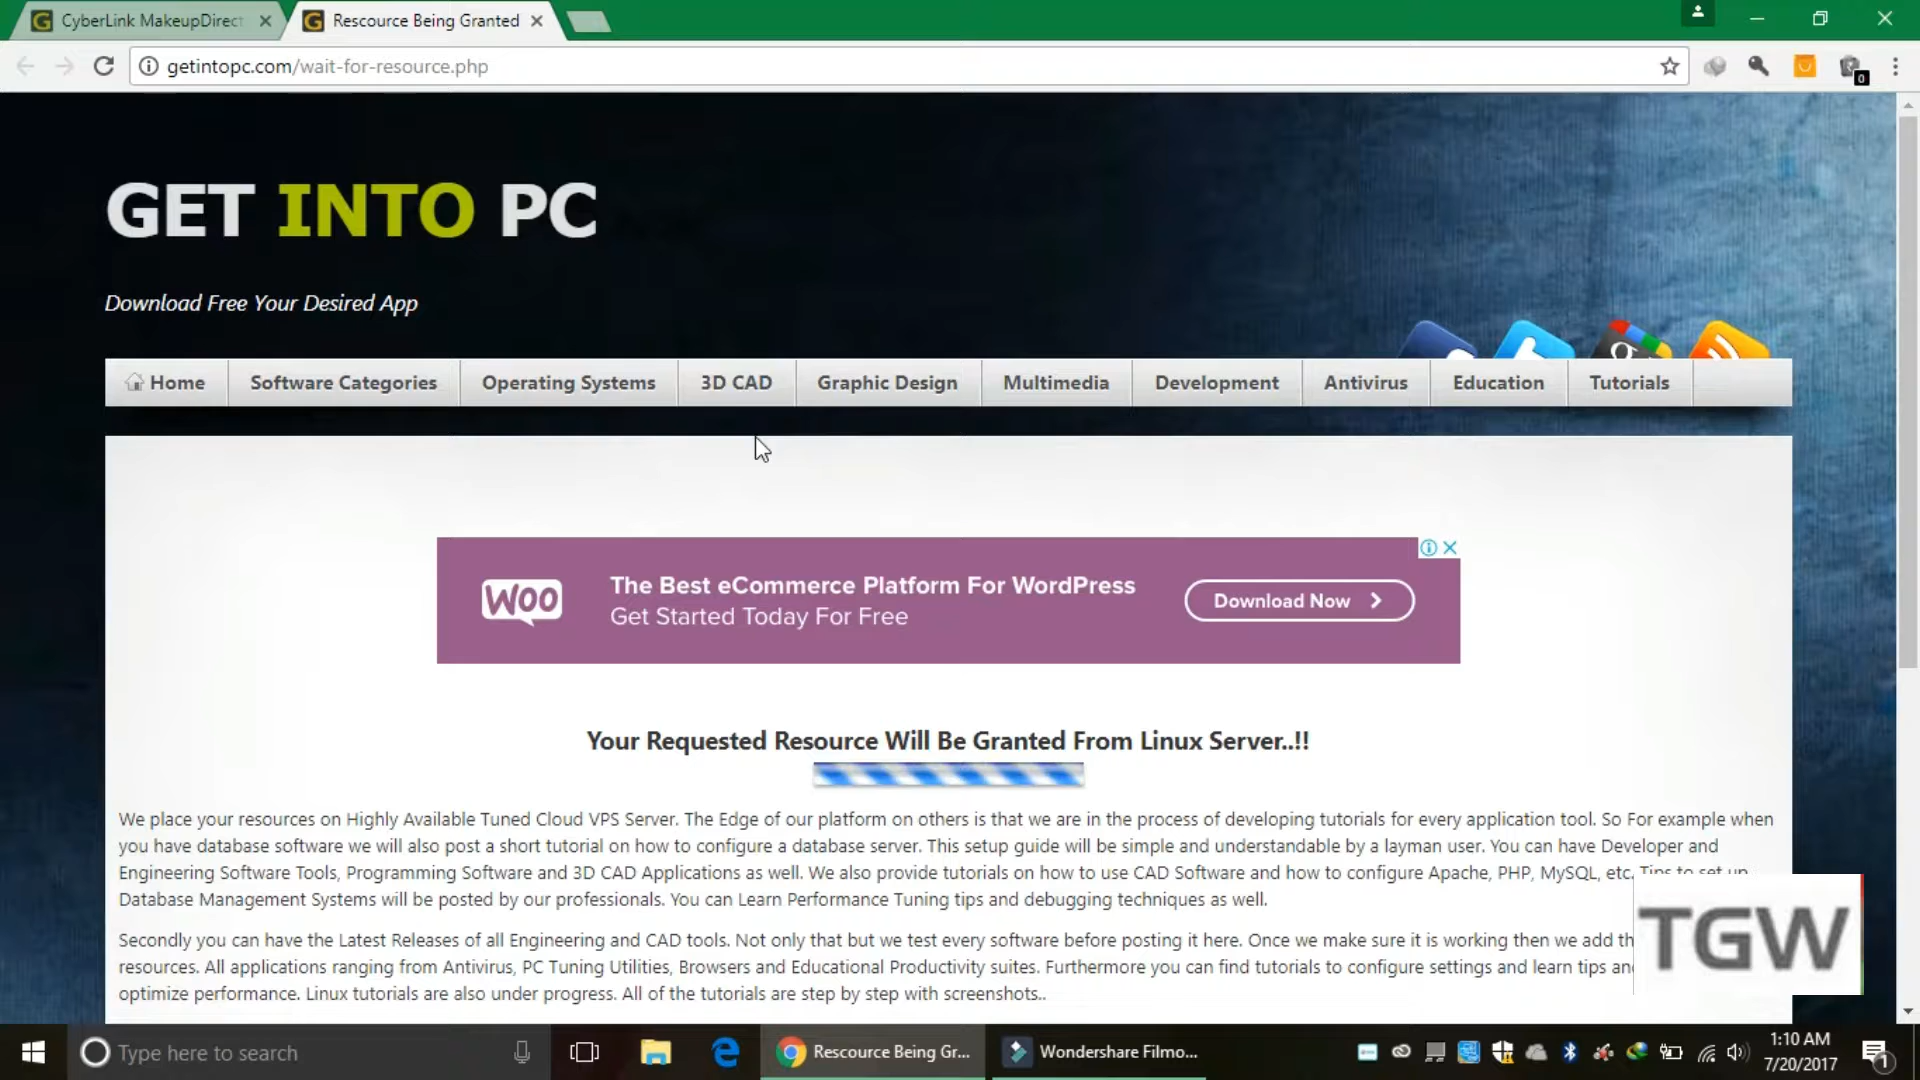 CyberLink MakeupDirect
Rescource Being Granted
getintopc.com/wait-for-resource.php
0
GET INTO PC
Download Free Your Desired App
Home Software Categories Operating Systems 3D CAD Graphic Design Multimedia Development Antivirus Education Tutorials
WOO
The Best eCommerce Platform For WordPress
Get Started Today For Free
Download Now
Your Requested Resource Will Be Granted From Linux Server..!!
We place your resources on Highly Available Tuned Cloud VPS Server. The Edge of our platform on others is that we are in the process of developing tutorials for every application tool. So For example when
you have database software we will also post a short tutorial on how to configure a database server. This setup guide will be simple and understandable by a layman user. You can have Developer and
Engineering Software Tools, Programming Software and 3D CAD Applications as well. We also provide tutorials on how to use CAD Software and how to configure Apache, PHP, MySQL, etc. Tips to set up
Database Management Systems will be posted by our professionals. You can Learn Performance Tuning tips and debugging techniques as well.
Secondly you can have the Latest Releases of all Engineering and CAD tools. Not only that but we test every software before posting it here. Once we make sure it is working then we add th
resources. All applications ranging from Antivirus, PC Tuning Utilities, Browsers and Educational Productivity suites. Furthermore you can find tutorials to configure settings and learn tips an
optimize performance. Linux tutorials are also under progress. All of the tutorials are step by step with screenshots..
TGW
Type here to search
Rescource Being Gr...
Wondershare Filmo...
1:10 AM
7/20/2017
1